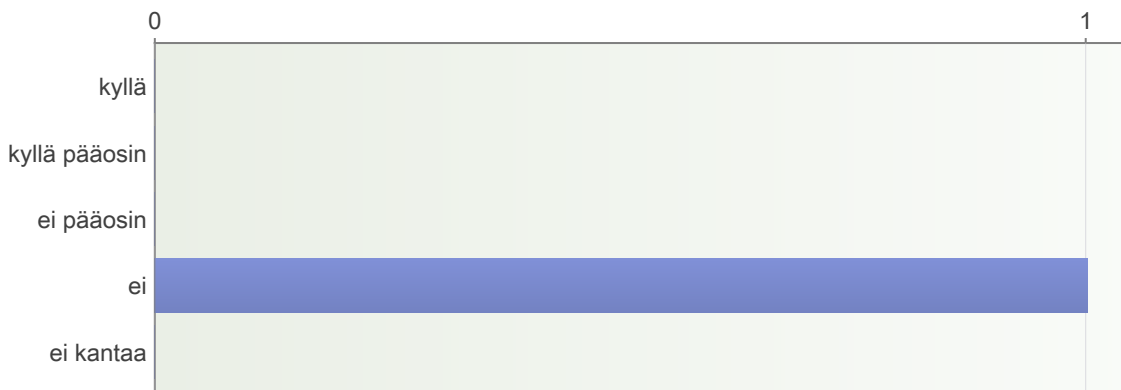 0 1
kyllä
kyllä pääosin
ei pääosin
ei
ei kantaa